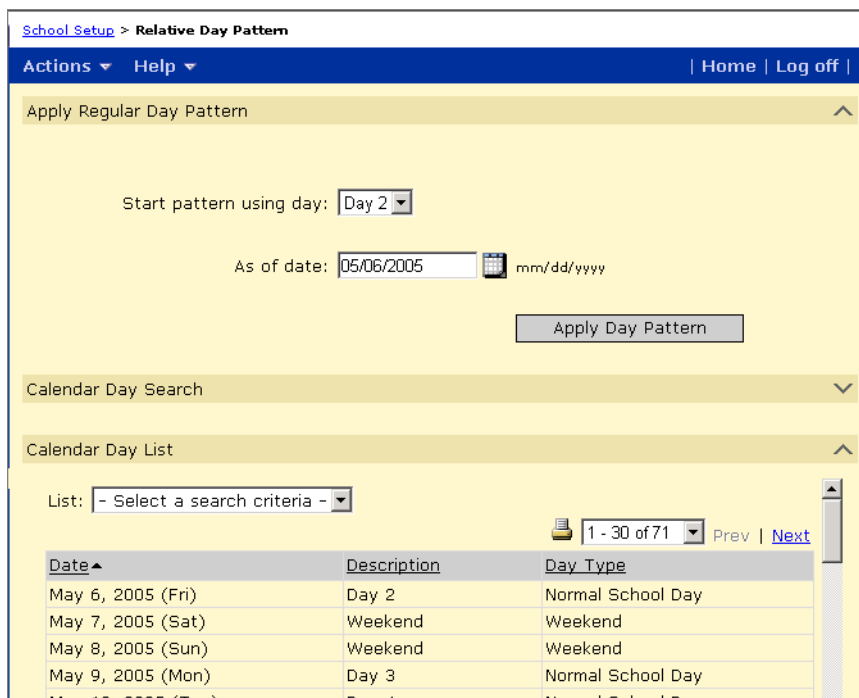 School Setup > Relative Day Pattern
Actions Help | Home | Log off |
Apply Regular Day Pattern
Start pattern using day: Day 2
As of date: 05/06/2005 mm/dd/yyyy
Apply Day Pattern
Calendar Day Search
Calendar Day List
List: - Select a search criteria -
1 - 30 of 71 Prev | Next
Date Description Day Type
May 6, 2005 (Fri) Day 2 Normal School Day
May 7, 2005 (Sat) Weekend Weekend
May 8, 2005 (Sun) Weekend Weekend
May 9, 2005 (Mon) Day 3 Normal School Day